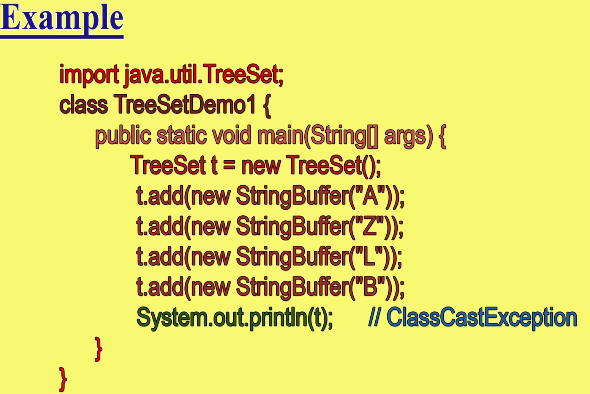 Example
import java.util.TreeSet;
class TreeSetDemo1 {
public static void main(String[] args) {
TreeSet t = new TreeSet();
t.add(new StringBuffer("A"));
t.add(new StringBuffer("Z"));
t.add(new StringBuffer("L"));
t.add(new StringBuffer("B"));
System.out.println(t); // ClassCastException
}
}